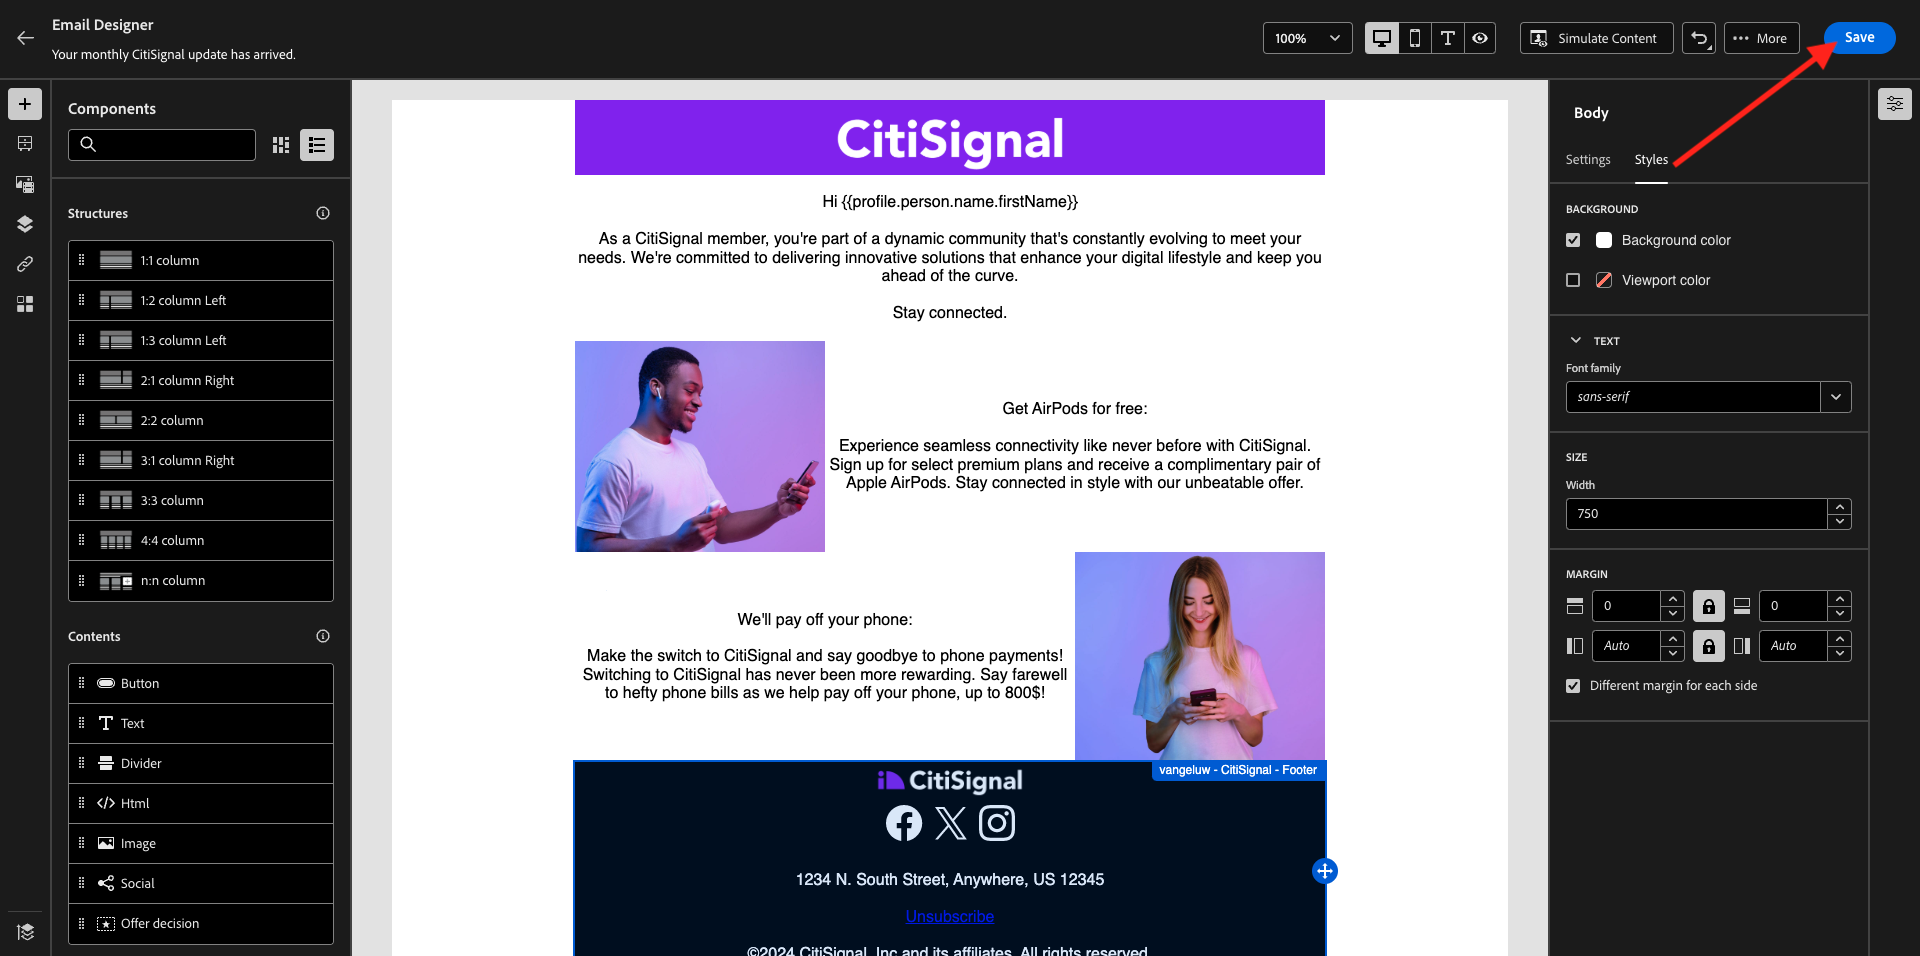 Email Designer
Your monthly CitiSignal update has arrived.
100%
Simulate Content
More
Save
Components
Structures
1:1 column
1:2 column Left
1:3 column Left
2:1 column Right
2:2 column
3:1 column Right
3:3 column
4:4 column
n:n column
Contents
Button
Text
Divider
Html
Image
Social
Offer decision
CitiSignal
Hi {{profile.person.name.firstName}}
As a CitiSignal member, you're part of a dynamic community that's constantly evolving to meet your
needs. We're committed to delivering innovative solutions that enhance your digital lifestyle and keep you
ahead of the curve.
Stay connected.
Get AirPods for free:
Experience seamless connectivity like never before with CitiSignal.
Sign up for select premium plans and receive a complimentary pair of
Apple AirPods. Stay connected in style with our unbeatable offer.
We'll pay off your phone:
Make the switch to CitiSignal and say goodbye to phone payments!
Switching to CitiSignal has never been more rewarding. Say farewell
to hefty phone bills as we help pay off your phone, up to 800$!
vangeluw - CitiSignal - Footer
CitiSignal
1234 N. South Street, Anywhere, US 12345
Unsubscribe
©2024 CitiSignal, Inc and its affiliates. All rights reserved.
Body
Settings
Styles
BACKGROUND
Background color
Viewport color
TEXT
Font family
sans-serif
SIZE
Width
750
MARGIN
0
0
Auto
Auto
Different margin for each side